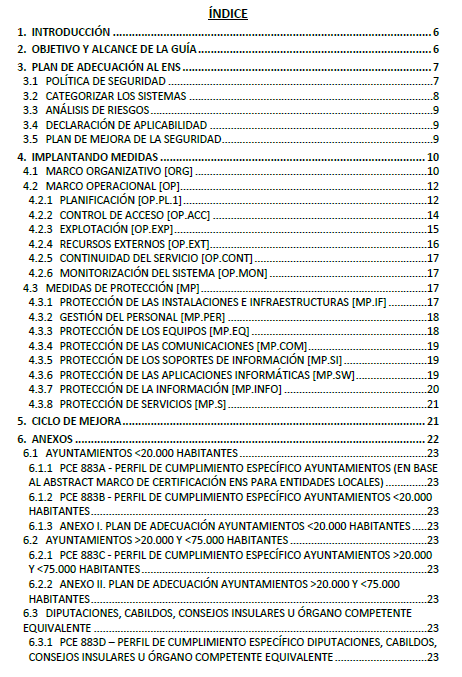 ÍNDICE
1. INTRODUCCIÓN ........ 6
2. OBJETIVO Y ALCANCE DE LA GUÍA ........ 6
3. PLAN DE ADECUACIÓN AL ENS ........ 7
3.1 POLÍTICA DE SEGURIDAD ........ 7
3.2 CATEGORIZAR LOS SISTEMAS ........ 8
3.3 ANÁLISIS DE RIESGOS ........ 9
3.4 DECLARACIÓN DE APLICABILIDAD ........ 9
3.5 PLAN DE MEJORA DE LA SEGURIDAD ........ 9
4. IMPLANTANDO MEDIDAS ........ 10
4.1 MARCO ORGANIZATIVO [ORG] ........ 10
4.2 MARCO OPERACIONAL [OP] ........ 12
4.2.1 PLANIFICACIÓN [OP.PL.1] ........ 12
4.2.2 CONTROL DE ACCESO [OP.ACC] ........ 14
4.2.3 EXPLOTACIÓN [OP.EXP] ........ 15
4.2.4 RECURSOS EXTERNOS [OP.EXT] ........ 16
4.2.5 CONTINUIDAD DEL SERVICIO [OP.CONT] ........ 17
4.2.6 MONITORIZACIÓN DEL SISTEMA [OP.MON] ........ 17
4.3 MEDIDAS DE PROTECCIÓN [MP] ........ 17
4.3.1 PROTECCIÓN DE LAS INSTALACIONES E INFRAESTRUCTURAS [MP.IF] ........ 17
4.3.2 GESTIÓN DEL PERSONAL [MP.PER] ........ 18
4.3.3 PROTECCIÓN DE LOS EQUIPOS [MP.EQ] ........ 18
4.3.4 PROTECCIÓN DE LAS COMUNICACIONES [MP.COM] ........ 19
4.3.5 PROTECCIÓN DE LOS SOPORTES DE INFORMACIÓN [MP.SI] ........ 19
4.3.6 PROTECCIÓN DE LAS APLICACIONES INFORMÁTICAS [MP.SW] ........ 19
4.3.7 PROTECCIÓN DE LA INFORMACIÓN [MP.INFO] ........ 20
4.3.8 PROTECCIÓN DE SERVICIOS [MP.S] ........ 21
5. CICLO DE MEJORA ........ 21
6. ANEXOS ........ 22
6.1 AYUNTAMIENTOS <20.000 HABITANTES ........ 23
6.1.1 PCE 883A - PERFIL DE CUMPLIMIENTO ESPECÍFICO AYUNTAMIENTOS (EN BASE
AL ABSTRACT MARCO DE CERTIFICACIÓN ENS PARA ENTIDADES LOCALES) ........ 23
6.1.2 PCE 883B - PERFIL DE CUMPLIMIENTO ESPECÍFICO AYUNTAMIENTOS <20.000
HABITANTES ........ 23
6.1.3 ANEXO I. PLAN DE ADECUACIÓN AYUNTAMIENTOS <20.000 HABITANTES ..... 23
6.2 AYUNTAMIENTOS >20.000 Y <75.000 HABITANTES ........ 23
6.2.1 PCE 883C - PERFIL DE CUMPLIMIENTO ESPECÍFICO AYUNTAMIENTOS >20.000
Y <75.000 HABITANTES ........ 23
6.2.2 ANEXO II. PLAN DE ADECUACIÓN AYUNTAMIENTOS >20.000 Y <75.000
HABITANTES ........ 23
6.3 DIPUTACIONES, CABILDOS, CONSEJOS INSULARES U ÓRGANO COMPETENTE
EQUIVALENTE ........ 23
6.3.1 PCE 883D – PERFIL DE CUMPLIMIENTO ESPECÍFICO DIPUTACIONES, CABILDOS,
CONSEJOS INSULARES U ÓRGANO COMPETENTE EQUIVALENTE ........ 23